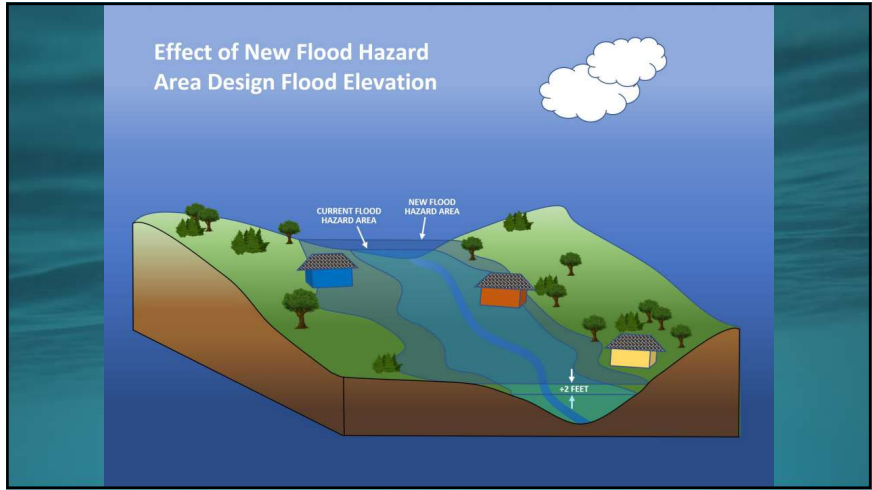 Effect of New Flood Hazard
Area Design Flood Elevation
NEW FLOOD
HAZARD AREA
CURRENT FLOOD
HAZARD AREA
+2 FEET